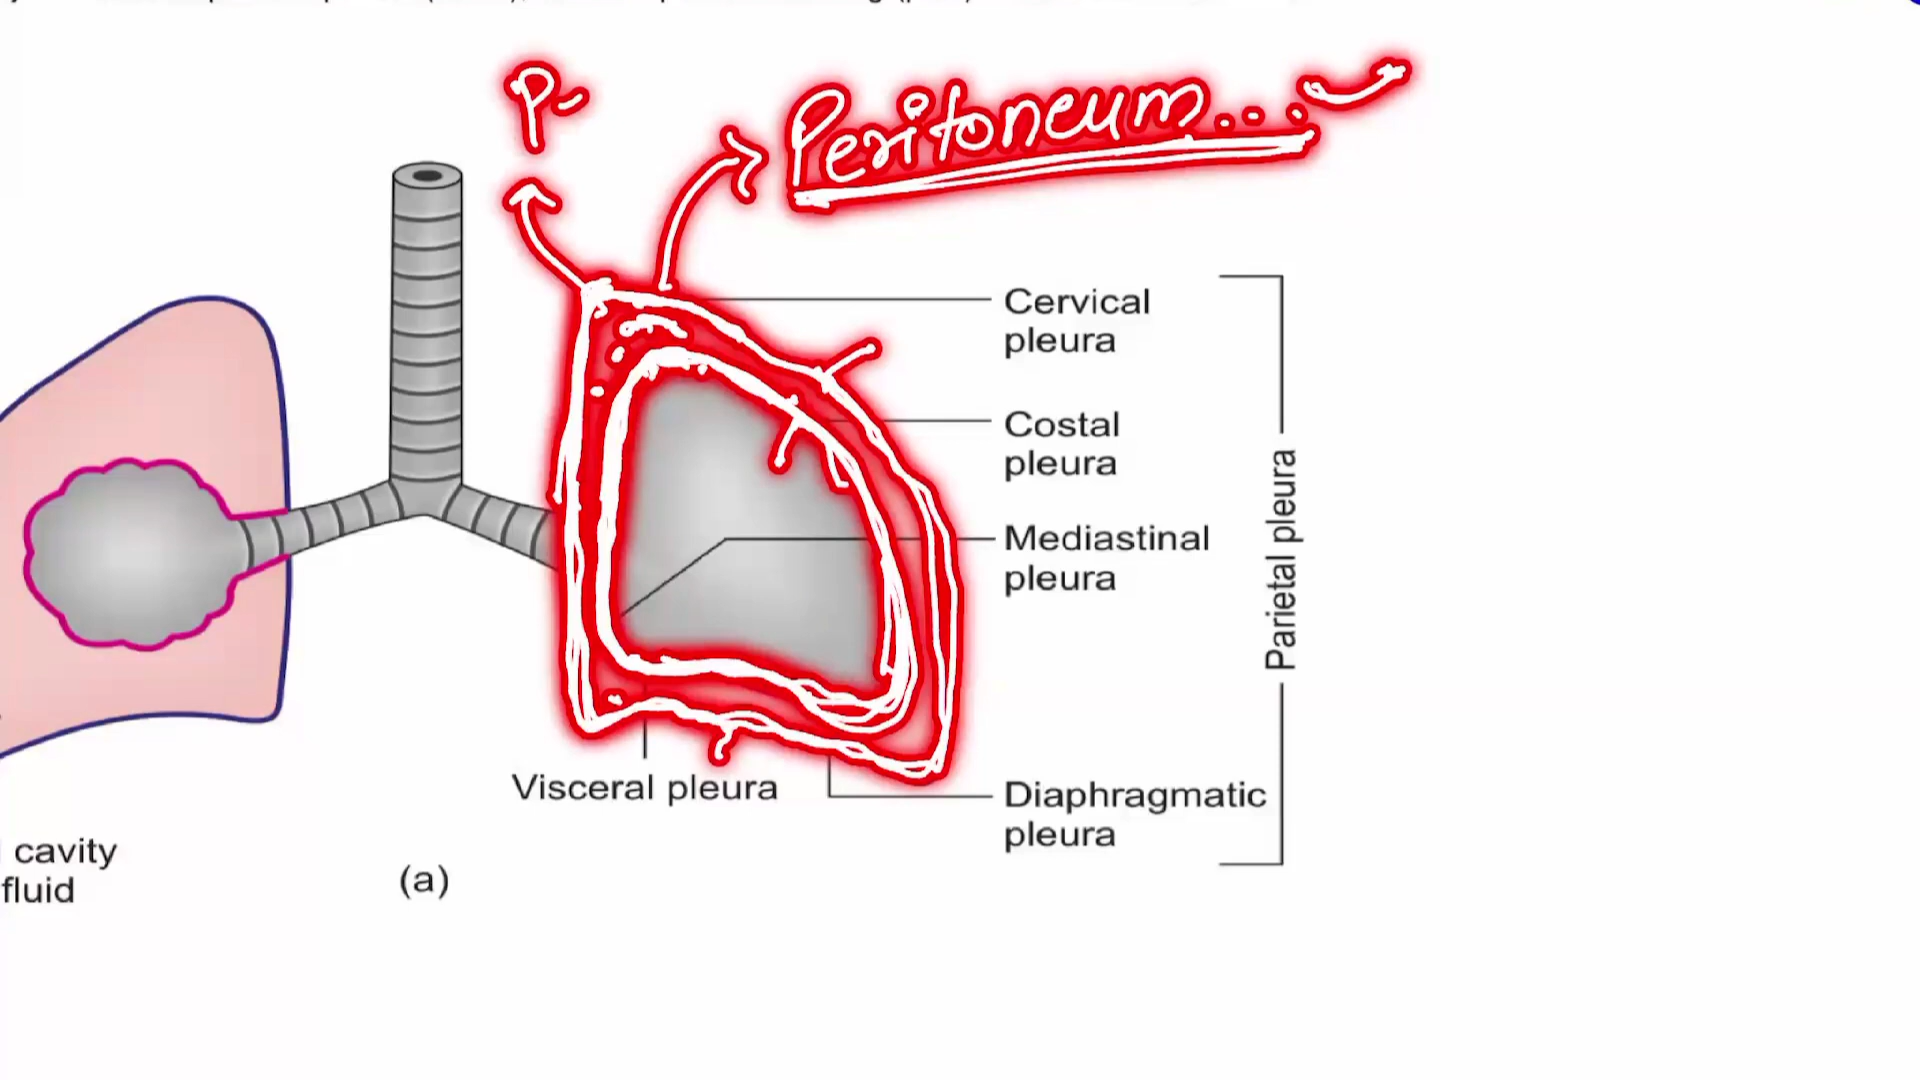 P-
Peritoneum...
Cervical
pleura
Costal
pleura
Mediastinal
pleura
Parietal pleura
Visceral pleura
Diaphragmatic
pleura
cavity
fluid
(a)